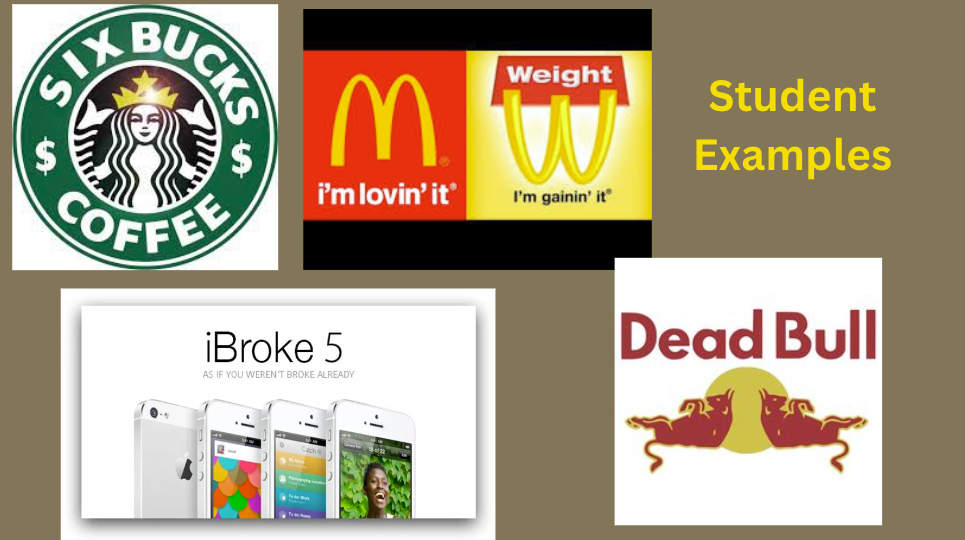 SIX BUCKS
$ $
COFFEE
i'm lovin' it®
Weight
I'm gainin' it®
Student
Examples
iBroke 5
AS IF YOU WEREN'T BROKE ALREADY
Dead Bull